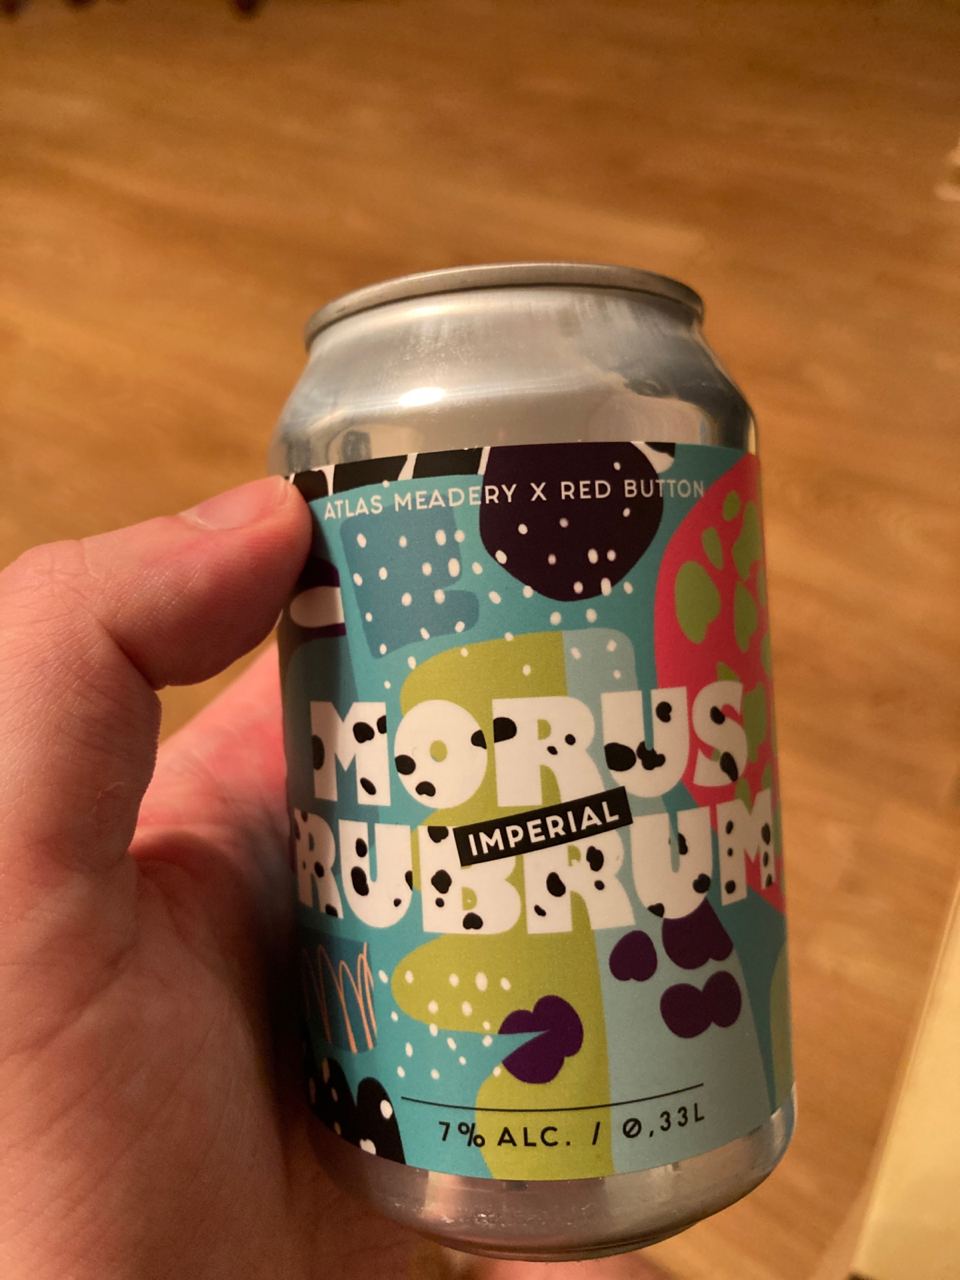 ATLAS MEADERY X RED BUTTON
MORUS
IMPERIAL
RUBRUM
7% ALC. / 0,33L